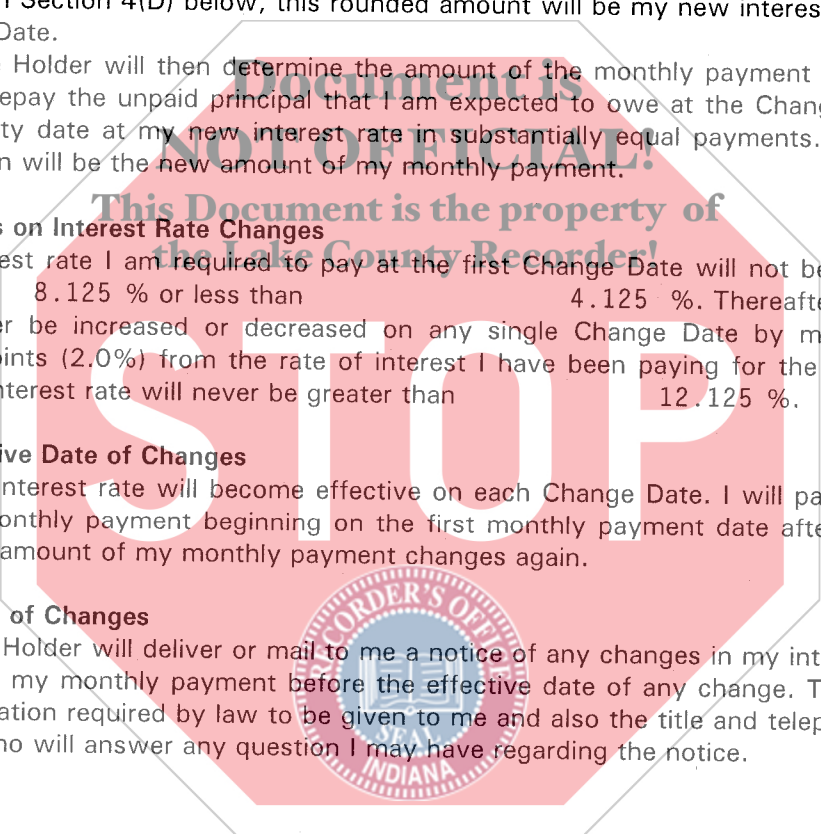 Section 4(D) below, this rounded amount will be my new interes
Date.
Holder will then determine the amount of the monthly payment
epay the unpaid principal that I am expected to owe at the Chang
ty date at my new interest rate in substantially equal payments.
n will be the new amount of my monthly payment.
Document is
NOT OFFICIAL!
This Document is the property of
the Lake County Recorder!
s on Interest Rate Changes
est rate I am required to pay at the first Change Date will not be
8.125 % or less than 4.125 %. Thereafte
er be increased or decreased on any single Change Date by m
ints (2.0%) from the rate of interest I have been paying for the
nterest rate will never be greater than 12.125 %.
STOP
ive Date of Changes
interest rate will become effective on each Change Date. I will pa
onthly payment beginning on the first monthly payment date afte
amount of my monthly payment changes again.
of Changes
Holder will deliver or mail to me a notice of any changes in my int
my monthly payment before the effective date of any change. T
ation required by law to be given to me and also the title and telep
ho will answer any question I may have regarding the notice.
RECORDER'S OFFICE
SEAL
INDIANA